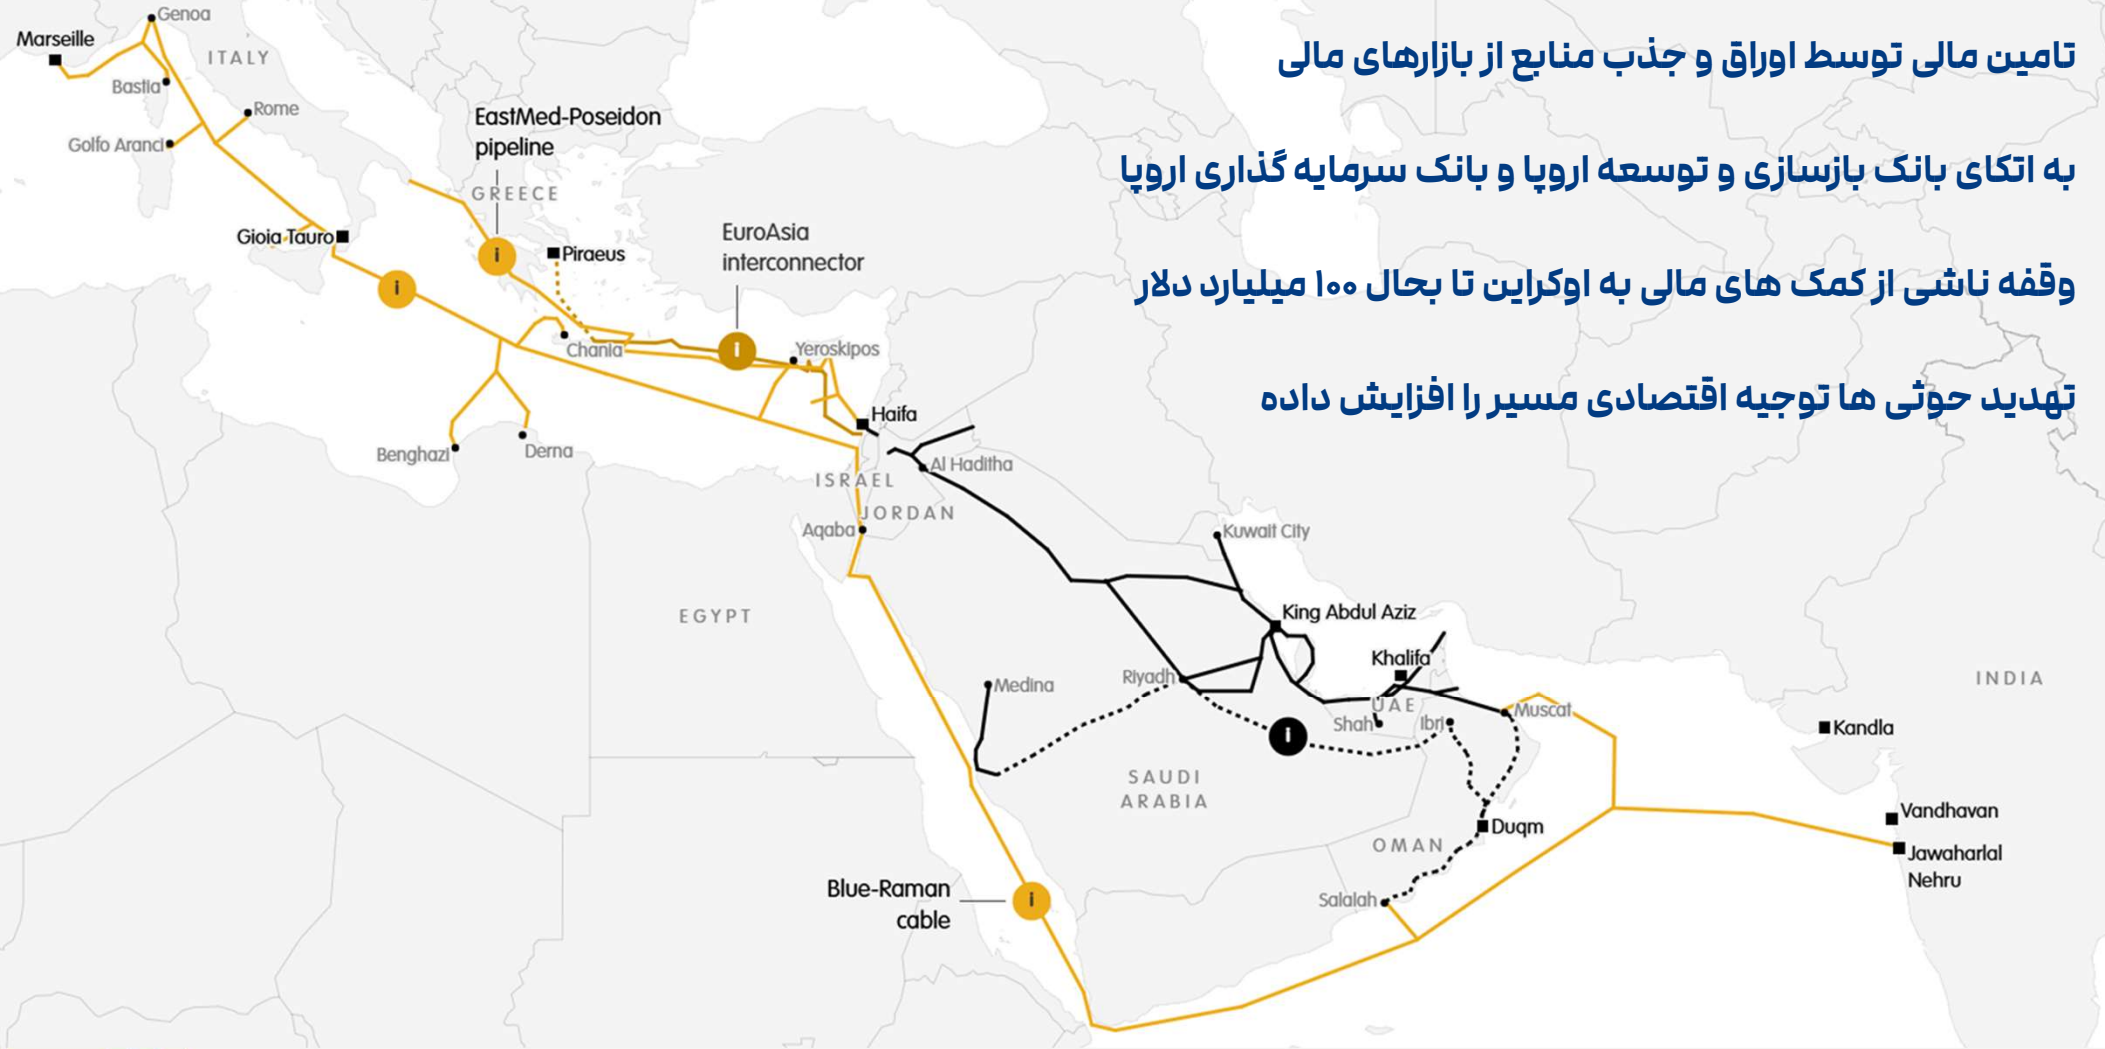 Genoa
Marseille
ITALY
Bastia
Rome
Golfo Aranci
EastMed-Poseidon
pipeline
GREECE
Gioia Tauro
i
i
Piraeus
EuroAsia
interconnector
i
Chania
Yeroskipos
Haifa
Benghazi
Derna
Al Haditha
ISRAEL
JORDAN
Aqaba
Kuwait City
EGYPT
King Abdul Aziz
Khalifa
Riyadh
Medina
UAE
Shah
Ibri
Muscat
i
INDIA
Kandla
SAUDI
ARABIA
Vandhavan
Duqm
OMAN
Jawaharlal
Nehru
Blue-Raman
cable
i
Salalah
تامین مالی توسط اوراق و جذب منابع از بازارهای مالی
به اتکای بانک بازسازی و توسعه اروپا و بانک سرمایه گذاری اروپا
وقفه ناشی از کمک های مالی به اوکراین تا بحال ۱۰۰ میلیارد دلار
تهدید حوثی ها توجیه اقتصادی مسیر را افزایش داده